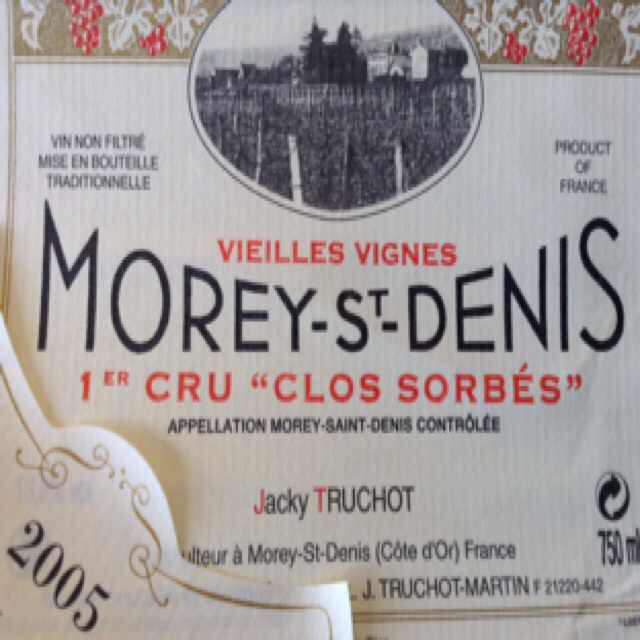 VIN NON FILTRÉ
MISE EN BOUTEILLE
TRADITIONNELLE
PRODUCT
OF
FRANCE
VIEILLES VIGNES
MOREY-ST-DENIS
1ER CRU “CLOS SORBÉS”
APPELLATION MOREY-SAINT-DENIS CONTRÔLÉE
Jacky TRUCHOT
ulteur à Morey-St-Denis (Côte d'Or) France
750 ml
L J. TRUCHOT-MARTIN F 21220-442
2005